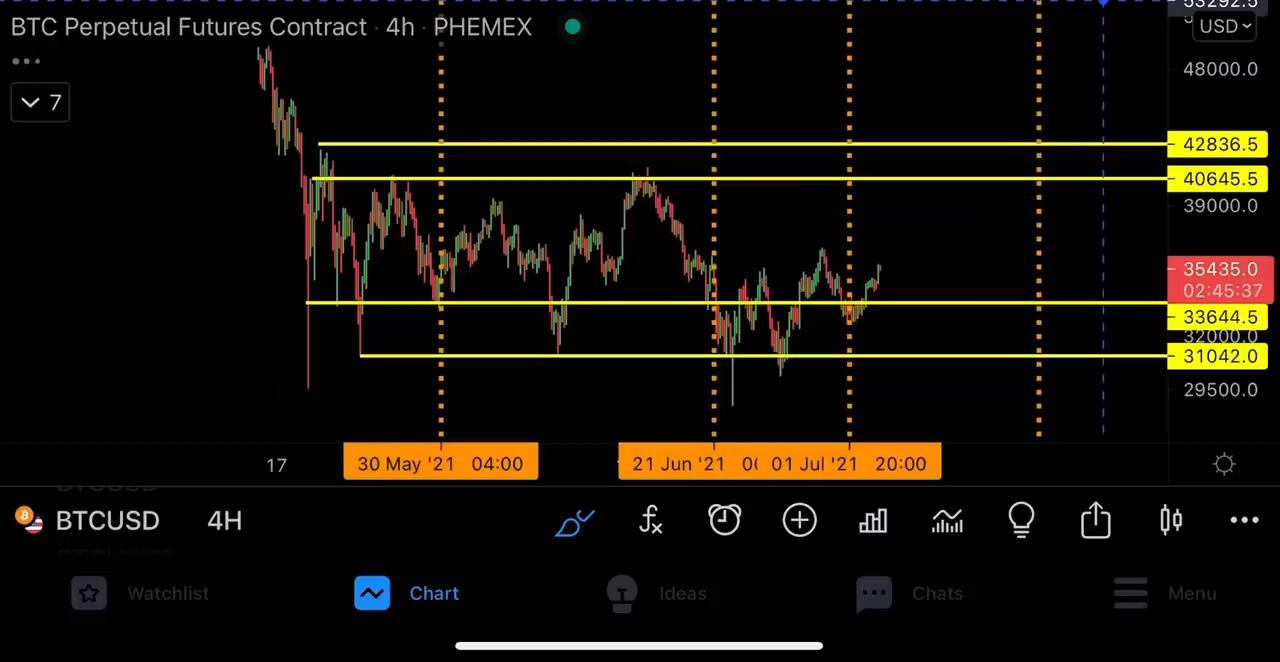 53292.5
BTC Perpetual Futures Contract · 4h · PHEMEX
USD
7
48000.0
42836.5
40645.5
39000.0
35435.0
02:45:37
33644.5
32000.0
31042.0
29500.0
17
30 May '21 04:00
21 Jun '21
01 Jul '21 20:00
BTCUSD
4H
Watchlist
Chart
Ideas
Chats
Menu